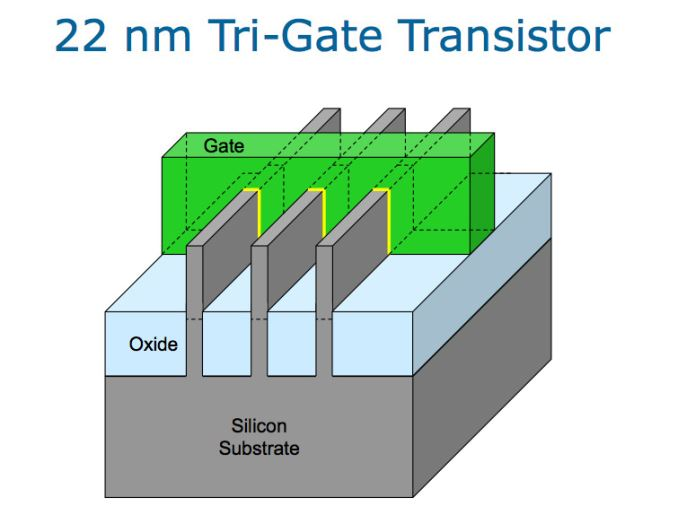 22 nm Tri-Gate Transistor
Gate
Oxide
Silicon
Substrate